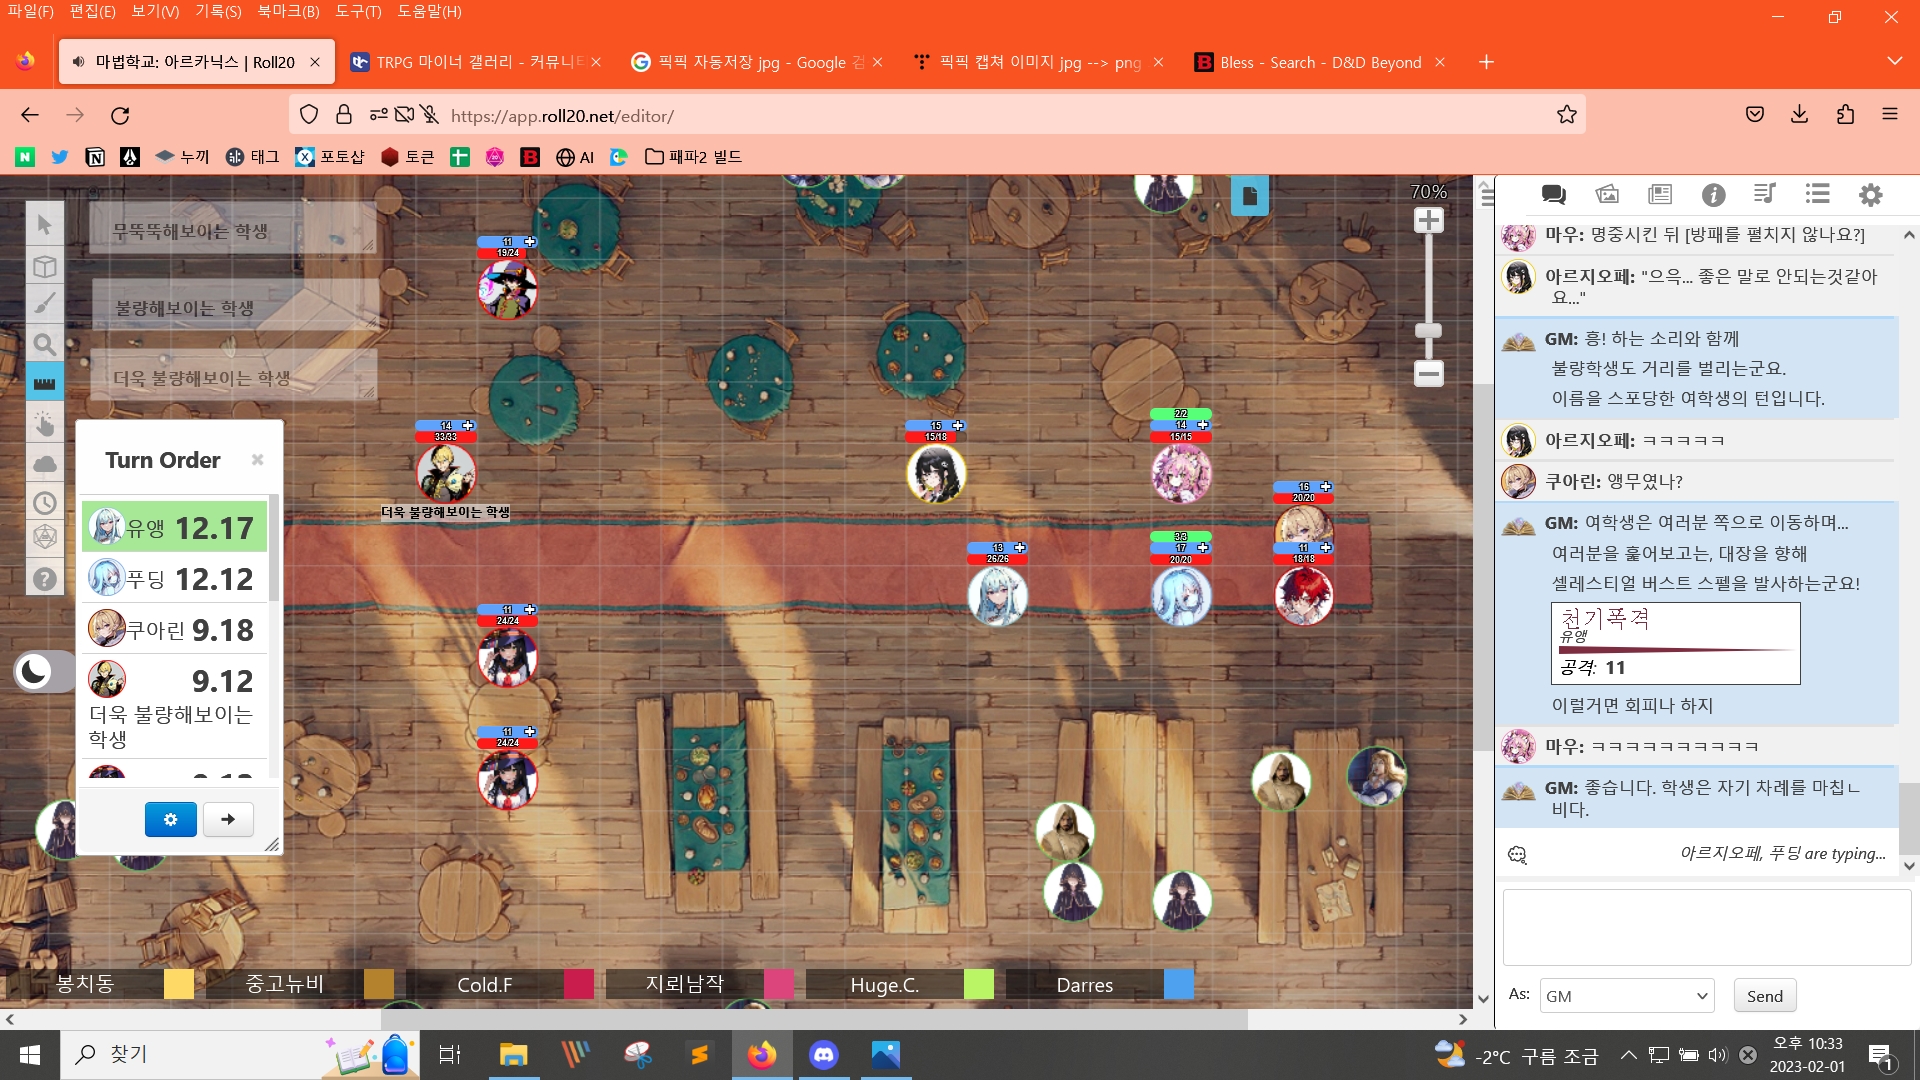 파일(F) 편집(E) 보기(V) 기록(S) 북마크(B) 도구(T) 도움말(H)
마법학교: 아르카닉스 | Roll20
TRPG 마이너 갤러리 - 커뮤니티
픽픽 자동저장 jpg - Google 검
픽픽 캡쳐 이미지 jpg --> png
Bless - Search - D&D Beyond
https://app.roll20.net/editor/
누끼 태그 포토샵 토큰 AI 패파2 빌드
무뚝뚝해보이는 학생
불량해보이는 학생
더욱 불량해보이는 학생
70%
11
19/24
14
33/33
더욱 불량해보이는 학생
15
15/18
2/2
14
15/15
16
20/20
13
26/26
3/3
17
20/20
11
18/18
11
24/24
11
24/24
Turn Order
유앵 12.17
푸딩 12.12
쿠아린 9.18
9.12
더욱 불량해보이는
학생
봉치동
중고뉴비
Cold.F
지뢰남작
Huge.C.
Darres
마우: 명중시킨 뒤 [방패를 펼치지 않나요?]
아르지오페: "으윽... 좋은 말로 안되는것같아
요..."
GM: 흥! 하는 소리와 함께
불량학생도 거리를 벌리는군요.
이름을 스포당한 여학생의 턴입니다.
아르지오페: ㅋㅋㅋㅋㅋ
쿠아린: 앵무였나?
GM: 여학생은 여러분 쪽으로 이동하며...
여러분을 훑어보고는, 대장을 향해
셀레스티얼 버스트 스펠을 발사하는군요!
천기폭격
유앵
공격: 11
이럴거면 회피나 하지
마우: ㅋㅋㅋㅋㅋㅋㅋㅋㅋㅋ
GM: 좋습니다. 학생은 자기 차례를 마칩ㄴ
비다.
아르지오페, 푸딩 are typing...
As: GM
Send
찾기
-2°C 구름 조금
오후 10:33
2023-02-01
1